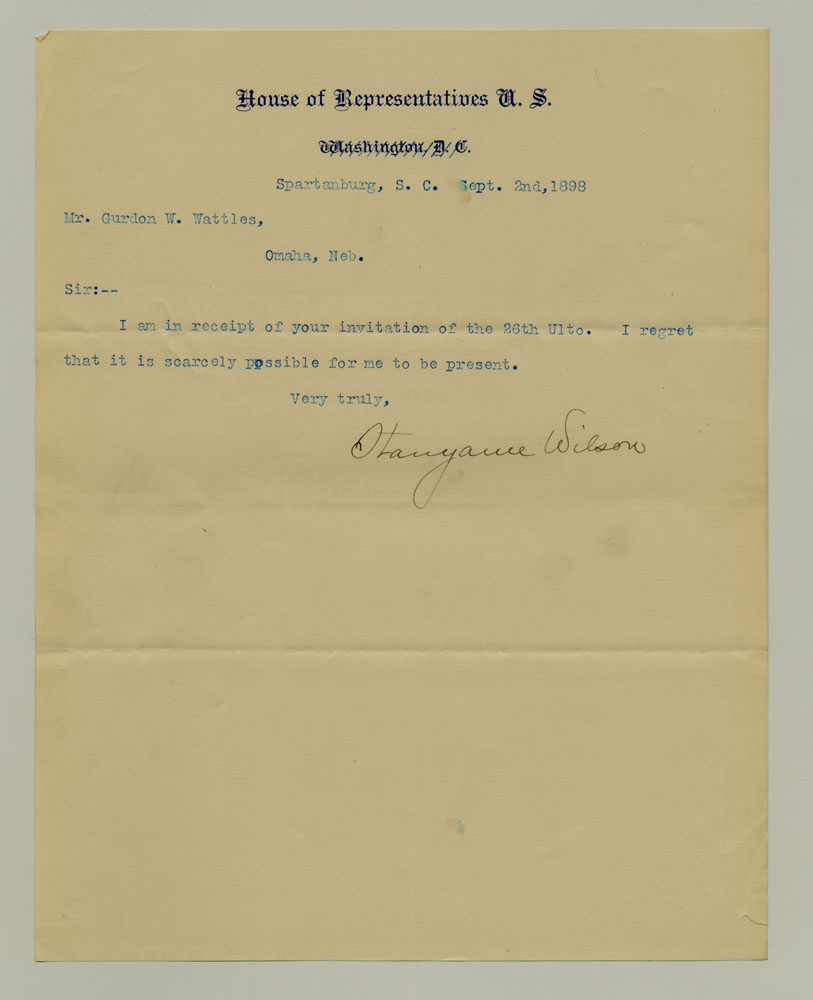 House of Representatives U. S.
Washington, D. C.
Spartanburg, S. C. Sept. 2nd,1898
Mr. Gurdon W. Wattles,
Omaha, Neb.
Sir:--
I am in receipt of your invitation of the 26th Ulto. I regret
that it is scarcely possible for me to be present.
Very truly,
Stanyarne Wilson